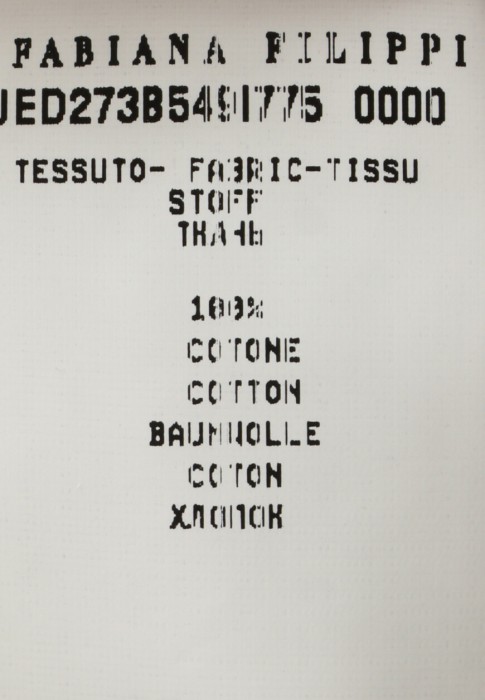 FABIANA FILIPPI
JED273B5491775 0000
TESSUTO- FABRIC-TISSU
STOFF
ТКАНЬ
100%
COTONE
COTTON
BAUMWOLLE
COTON
ХЛОПОК